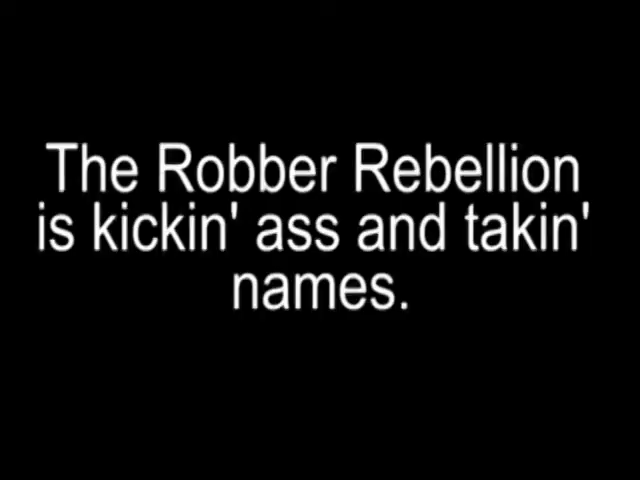 The Robber Rebellion
is kickin' ass and takin'
names.